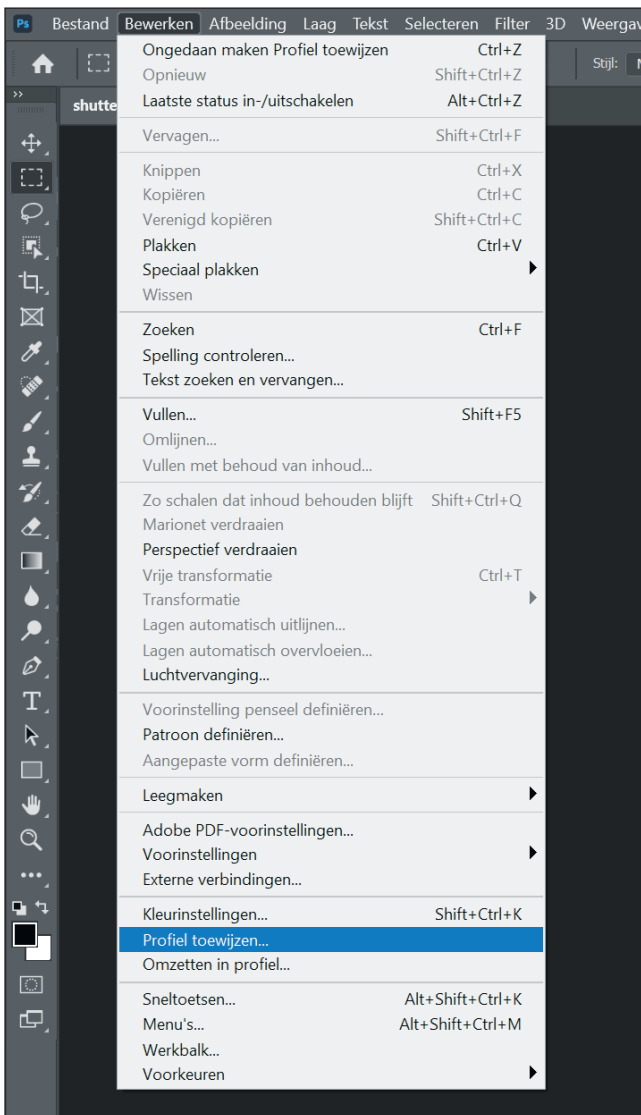 Ps Bestand Bewerken Afbeelding Laag Tekst Selecteren Filter 3D Weergav
Stijl:
shutte
Ongedaan maken Profiel toewijzen Ctrl+Z
Opnieuw Shift+Ctrl+Z
Laatste status in-/uitschakelen Alt+Ctrl+Z
Vervagen... Shift+Ctrl+F
Knippen Ctrl+X
Kopiëren Ctrl+C
Verenigd kopiëren Shift+Ctrl+C
Plakken Ctrl+V
Speciaal plakken
Wissen
Zoeken Ctrl+F
Spelling controleren...
Tekst zoeken en vervangen...
Vullen... Shift+F5
Omlijnen...
Vullen met behoud van inhoud...
Zo schalen dat inhoud behouden blijft Shift+Ctrl+Q
Marionet verdraaien
Perspectief verdraaien
Vrije transformatie Ctrl+T
Transformatie
Lagen automatisch uitlijnen...
Lagen automatisch overvloeien...
Luchtvervanging...
Voorinstelling penseel definiëren...
Patroon definiëren...
Aangepaste vorm definiëren...
Leegmaken
Adobe PDF-voorinstellingen...
Voorinstellingen
Externe verbindingen...
Kleurinstellingen... Shift+Ctrl+K
Profiel toewijzen...
Omzetten in profiel...
Sneltoetsen... Alt+Shift+Ctrl+K
Menu's... Alt+Shift+Ctrl+M
Werkbalk...
Voorkeuren